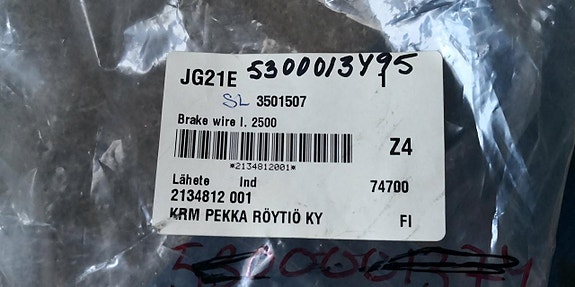 JG21E 5300013495
SL 3501507
Brake wire l. 2500
Z4
*2134812001*
Lähete Ind 74700
2134812 001
KRM PEKKA RÖYTIÖ KY FI